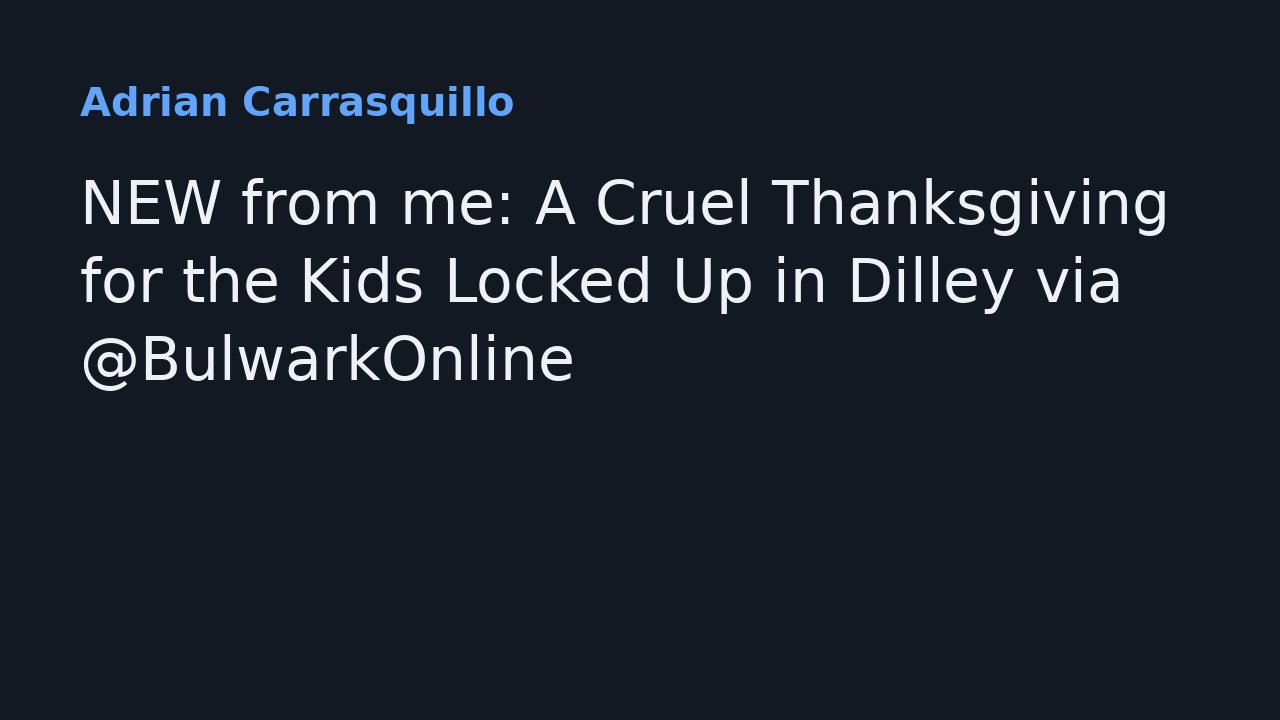 Adrian Carrasquillo
NEW from me: A Cruel Thanksgiving
for the Kids Locked Up in Dilley via
@BulwarkOnline